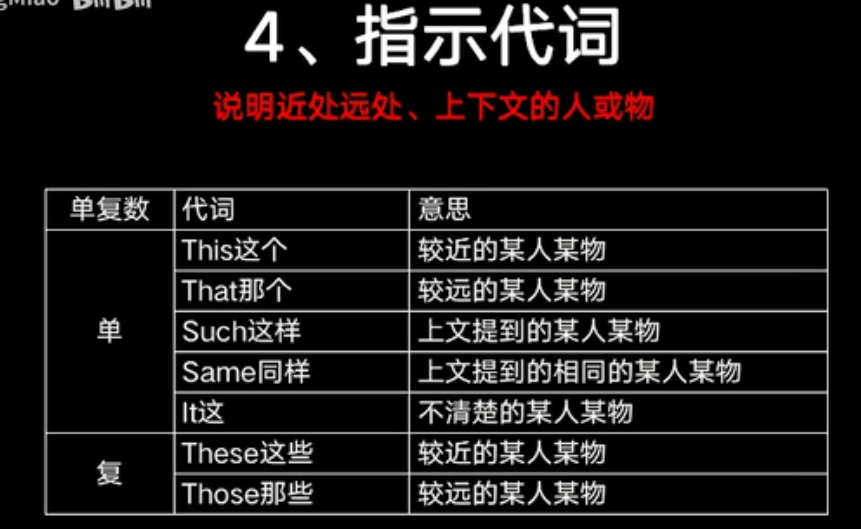 4、指示代词
说明近处远处、上下文的人或物
单复数 代词 意思
单
This这个 较近的某人某物
That那个 较远的某人某物
Such这样 上文提到的某人某物
Same同样 上文提到的相同的某人某物
It这 不清楚的某人某物
复
These这些 较近的某人某物
Those那些 较远的某人某物